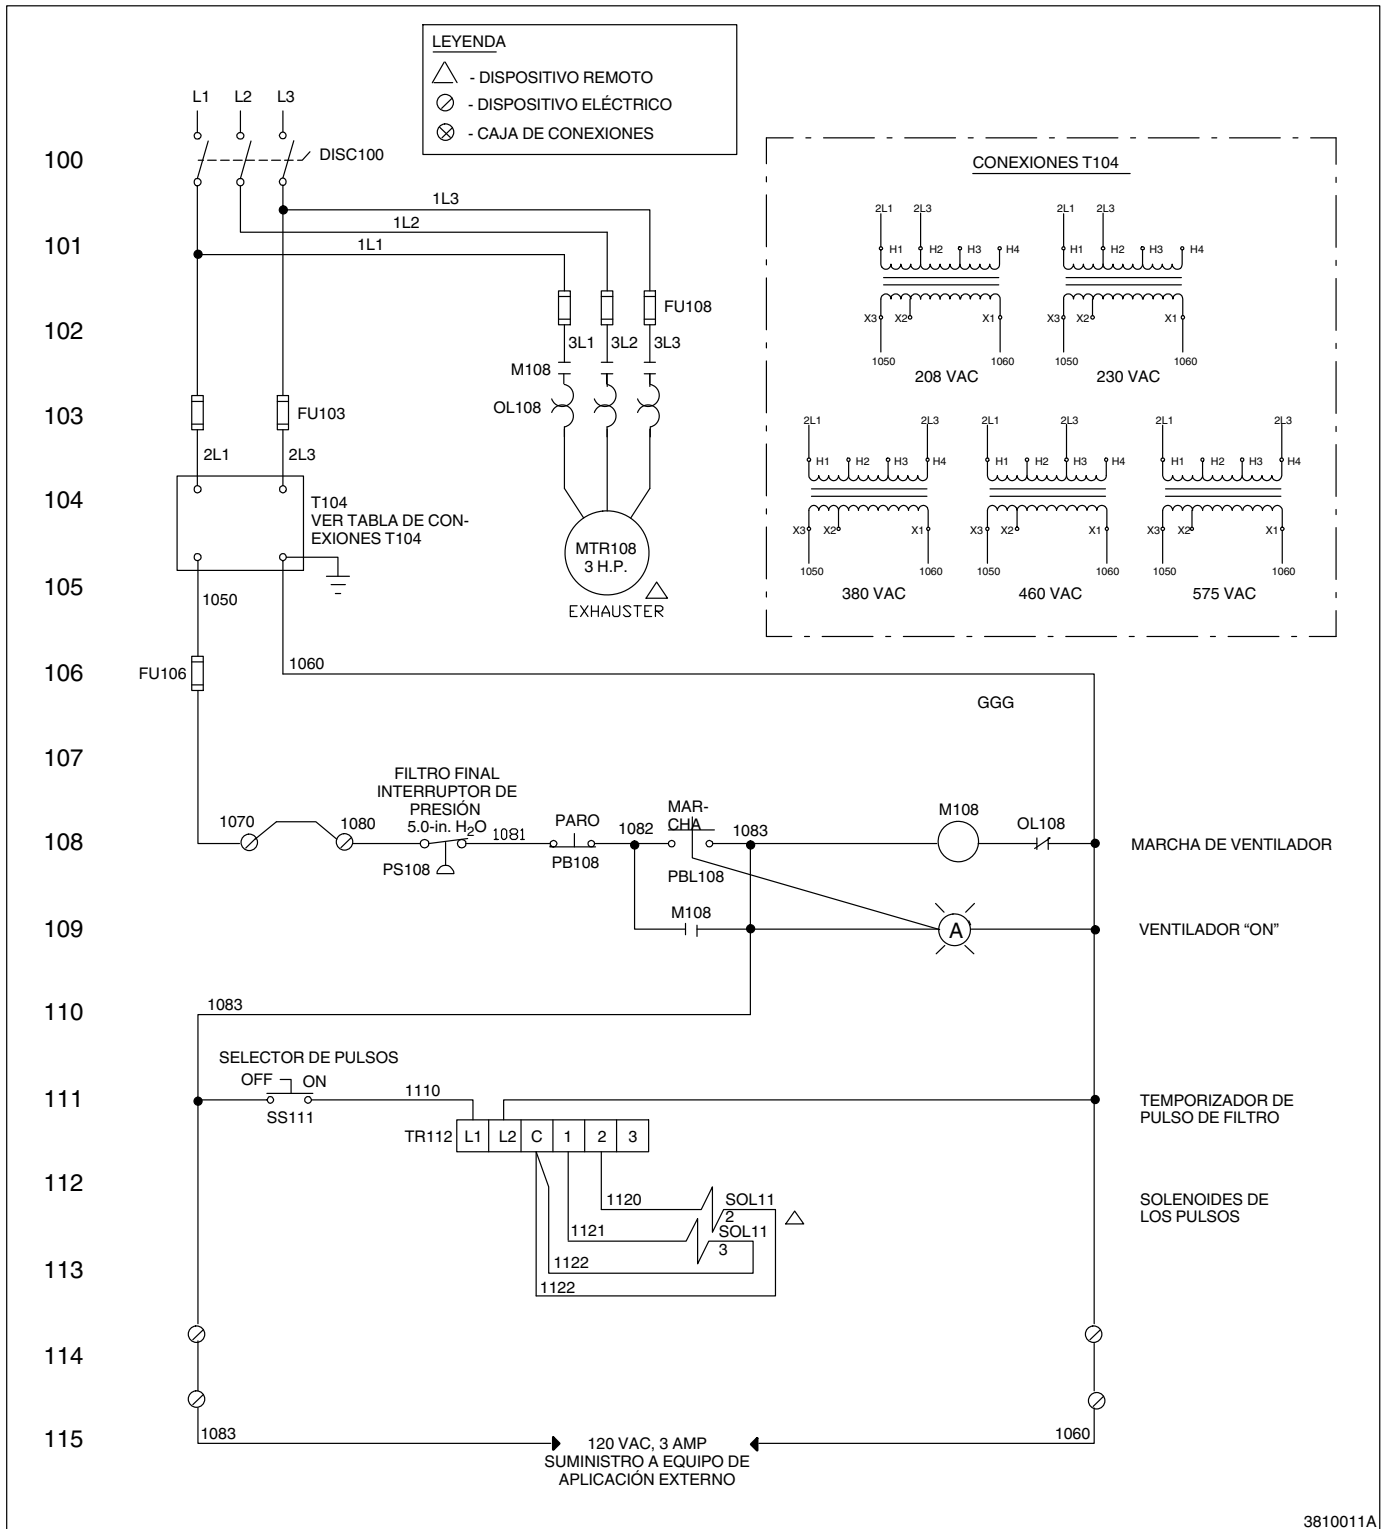 LEYENDA
- DISPOSITIVO REMOTO
- DISPOSITIVO ELÉCTRICO
- CAJA DE CONEXIONES
L1 L2 L3
100
DISC100
1L3
1L2
101
1L1
FU108
102
3L1 3L2 3L3
M108
OL108
103
FU103
2L1 2L3
104
T104
VER TABLA DE CON-
EXIONES T104
MTR108
3 H.P.
105
1050
EXHAUSTER
CONEXIONES T104
2L1 2L3 2L1 2L3
H1 H2 H3 H4 H1 H2 H3 H4
X3 X2 X1 X3 X2 X1
1050 1060 1050 1060
208 VAC 230 VAC
2L1 2L3 2L1 2L3 2L1 2L3
H1 H2 H3 H4 H1 H2 H3 H4 H1 H2 H3 H4
X3 X2 X1 X3 X2 X1 X3 X2 X1
1050 1060 1050 1060 1050 1060
380 VAC 460 VAC 575 VAC
106
FU106
1060
GGG
107
FILTRO FINAL
INTERRUPTOR DE
PRESIÓN
5.0-in. H2O
1070 1080 1081
PARO
1082
MAR-
CHA
1083
M108
OL108
108
MARCHA DE VENTILADOR
PS108
PB108
PBL108
109
M108
A
VENTILADOR “ON”
110
1083
SELECTOR DE PULSOS
OFF ON
1110
111
SS111
TEMPORIZADOR DE
PULSO DE FILTRO
TR112 L1 L2 C 1 2 3
112
1120
SOL11
2
SOLENOIDES DE
LOS PULSOS
1121
SOL11
3
113
1122
1122
114
115
1083
1060
120 VAC, 3 AMP
SUMINISTRO A EQUIPO DE
APLICACIÓN EXTERNO
3810011A